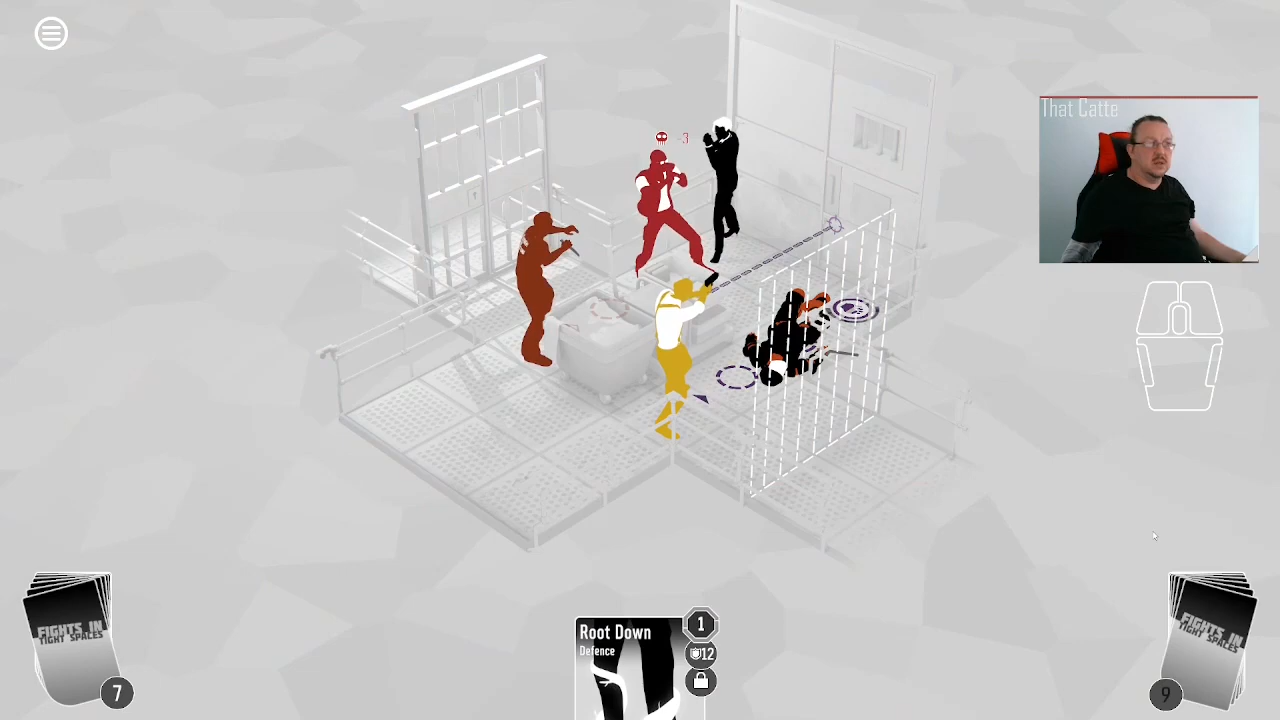 That Catte
-3
FIGHTS IN
TIGHT SPACES
7
Root Down
Defence
1
12
FIGHTS IN
TIGHT SPACES
9